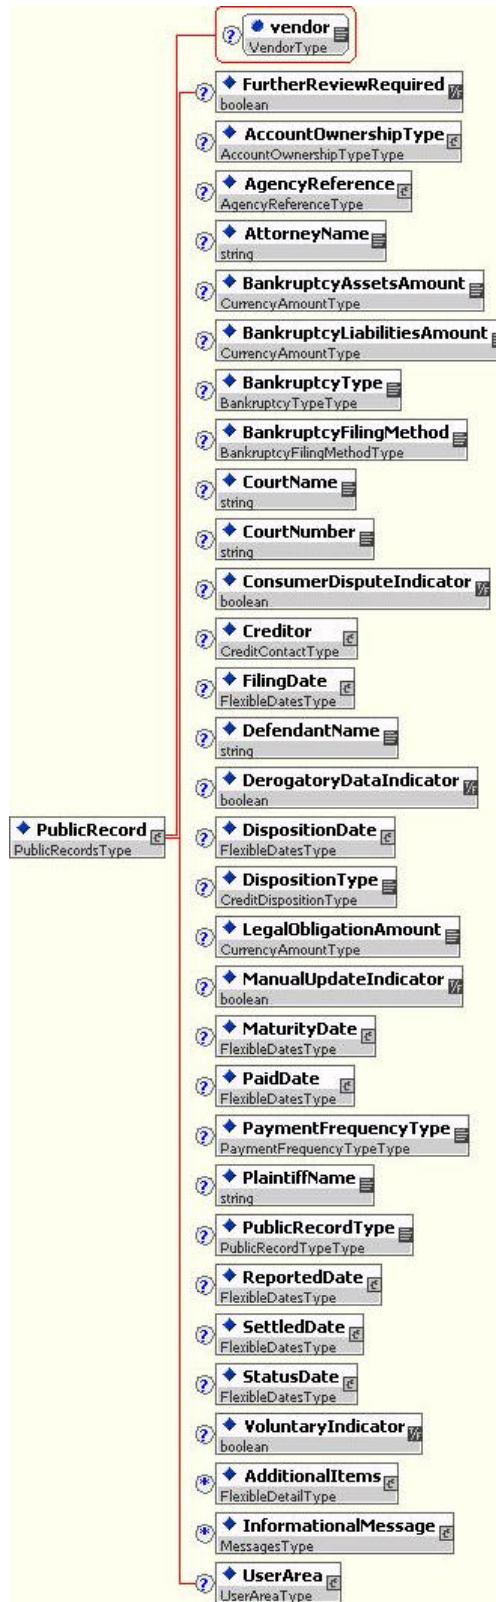 vendor
VendorType
FurtherReviewRequired
boolean
AccountOwnershipType
AccountOwnershipTypeType
AgencyReference
AgencyReferenceType
AttorneyName
string
BankruptcyAssetsAmount
CurrencyAmountType
BankruptcyLiabilitiesAmount
CurrencyAmountType
BankruptcyType
BankruptcyTypeType
BankruptcyFilingMethod
BankruptcyFilingMethodType
CourtName
string
CourtNumber
string
ConsumerDisputeIndicator
boolean
Creditor
CreditContactType
FilingDate
FlexibleDatesType
DefendantName
string
DerogatoryDataIndicator
boolean
PublicRecord
PublicRecordsType
DispositionDate
FlexibleDatesType
DispositionType
CreditDispositionType
LegalObligationAmount
CurrencyAmountType
ManualUpdateIndicator
boolean
MaturityDate
FlexibleDatesType
PaidDate
FlexibleDatesType
PaymentFrequencyType
PaymentFrequencyTypeType
PlaintiffName
string
PublicRecordType
PublicRecordTypeType
ReportedDate
FlexibleDatesType
SettledDate
FlexibleDatesType
StatusDate
FlexibleDatesType
VoluntaryIndicator
boolean
AdditionalItems
FlexibleDetailType
InformationalMessage
MessagesType
UserArea
UserAreaType